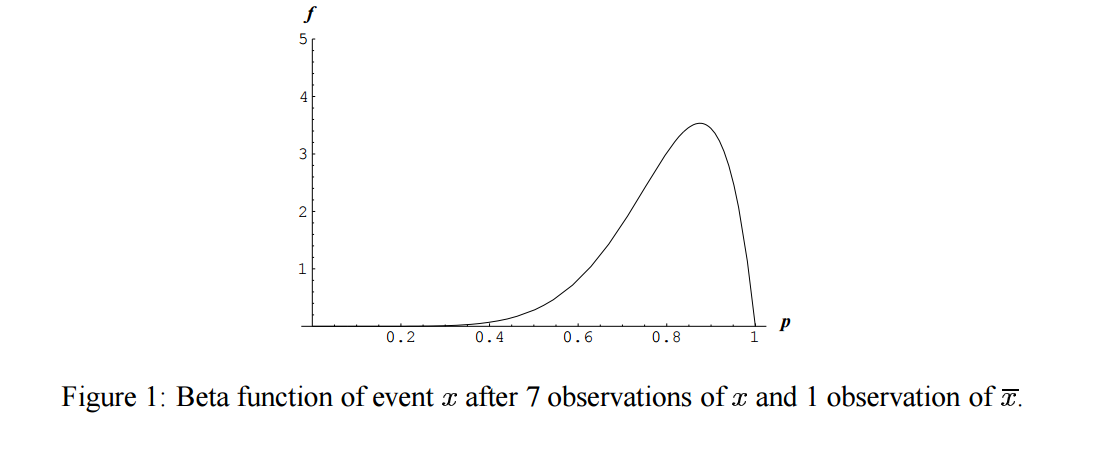 f
5
4
3
2
1
0.2 0.4 0.6 0.8 1 p
Figure 1: Beta function of event x after 7 observations of x and 1 observation of x̅.